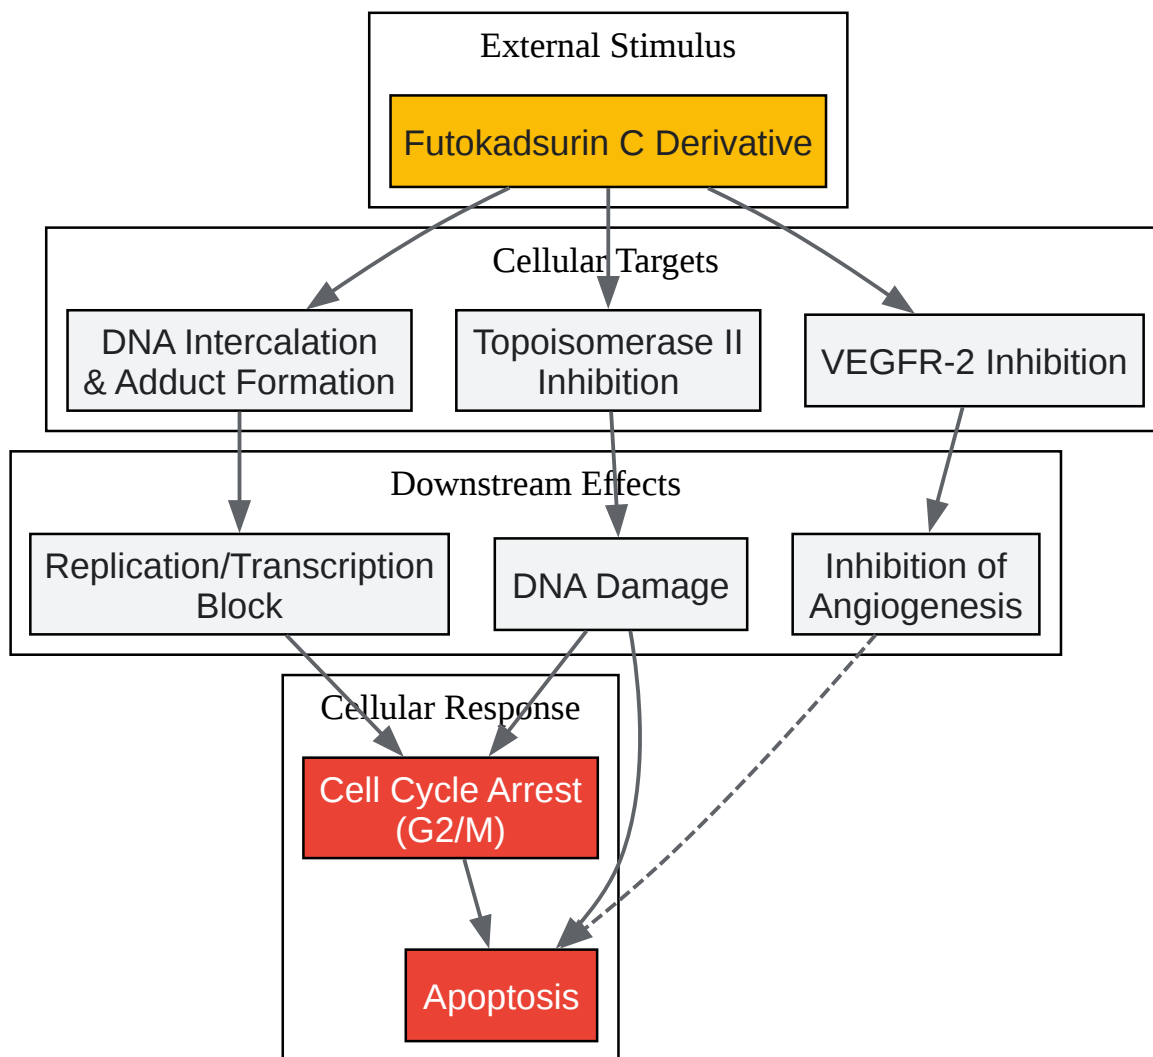 External Stimulus
Futokadsurin C Derivative
Cellular Targets
DNA Intercalation
& Adduct Formation
Topoisomerase II
Inhibition
VEGFR-2 Inhibition
Downstream Effects
Replication/Transcription
Block
DNA Damage
Inhibition of
Angiogenesis
Cellular Response
Cell Cycle Arrest
(G2/M)
Apoptosis